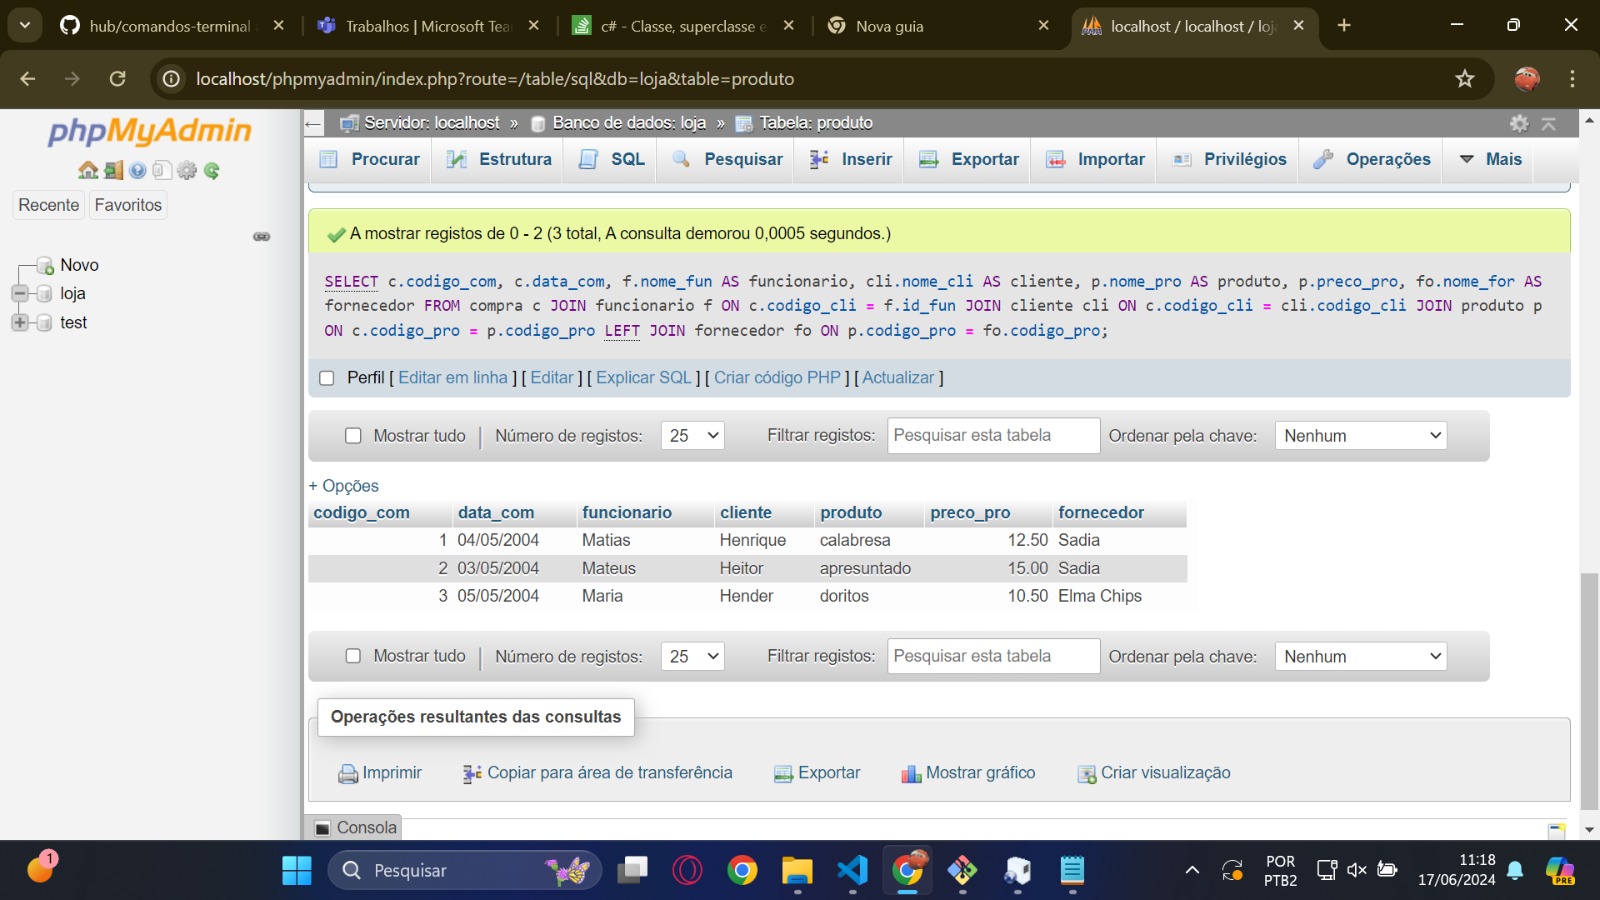 hub/comandos-terminal
Trabalhos | Microsoft Tea
c# - Classe, superclasse e
Nova guia
localhost / localhost / loj
localhost/phpmyadmin/index.php?route=/table/sql&db=loja&table=produto
phpMyAdmin
Recente Favoritos
Novo
loja
test
Servidor: localhost » Banco de dados: loja » Tabela: produto
Procurar Estrutura SQL Pesquisar Inserir Exportar Importar Privilégios Operações Mais
A mostrar registos de 0 - 2 (3 total, A consulta demorou 0,0005 segundos.)
SELECT c.codigo_com, c.data_com, f.nome_fun AS funcionario, cli.nome_cli AS cliente, p.nome_pro AS produto, p.preco_pro, fo.nome_for AS
fornecedor FROM compra c JOIN funcionario f ON c.codigo_cli = f.id_fun JOIN cliente cli ON c.codigo_cli = cli.codigo_cli JOIN produto p
ON c.codigo_pro = p.codigo_pro LEFT JOIN fornecedor fo ON p.codigo_pro = fo.codigo_pro;
Perfil [ Editar em linha ] [ Editar ] [ Explicar SQL ] [ Criar código PHP ] [ Actualizar ]
Mostrar tudo | Número de registos: 25 Filtrar registos: Pesquisar esta tabela Ordenar pela chave: Nenhum
+ Opções
codigo_com data_com funcionario cliente produto preco_pro fornecedor
1 04/05/2004 Matias Henrique calabresa 12.50 Sadia
2 03/05/2004 Mateus Heitor apresuntado 15.00 Sadia
3 05/05/2004 Maria Hender doritos 10.50 Elma Chips
Mostrar tudo | Número de registos: 25 Filtrar registos: Pesquisar esta tabela Ordenar pela chave: Nenhum
Operações resultantes das consultas
Imprimir Copiar para área de transferência Exportar Mostrar gráfico Criar visualização
Consola
1
Pesquisar
POR
PTB2
11:18
17/06/2024
PRE